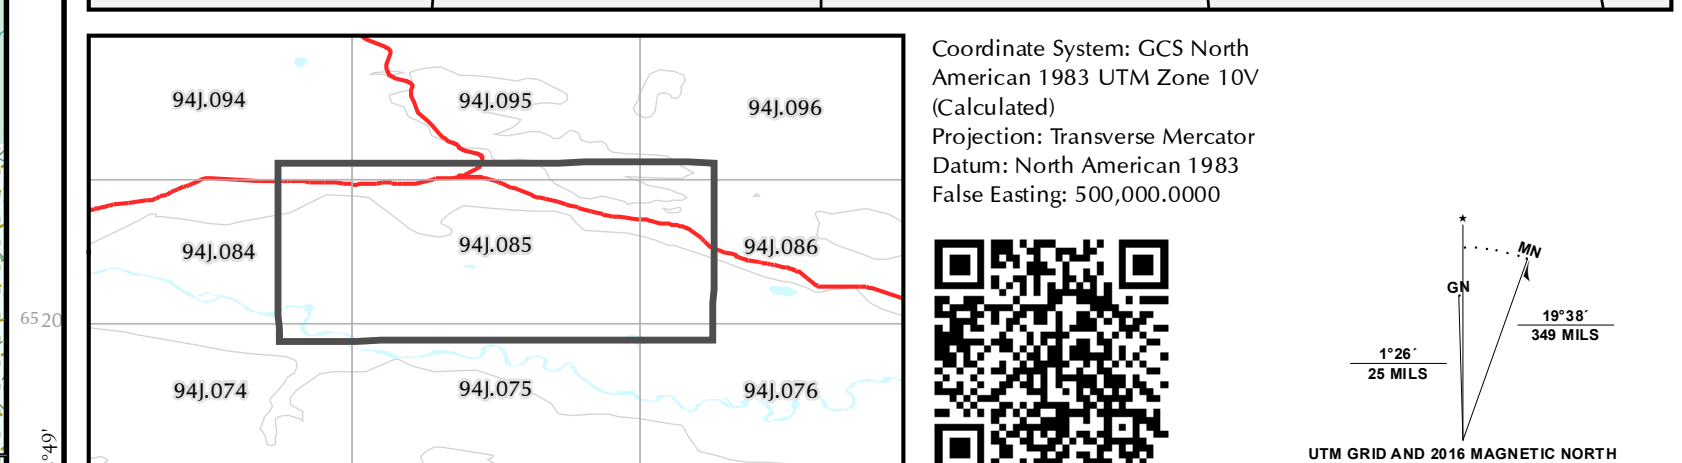 94J.094
94J.095
94J.096
94J.084
94J.085
94J.086
94J.074
94J.075
94J.076
6520
°49'
Coordinate System: GCS North
American 1983 UTM Zone 10V
(Calculated)
Projection: Transverse Mercator
Datum: North American 1983
False Easting: 500,000.0000
MN
GN
19°38´
349 MILS
1°26´
25 MILS
UTM GRID AND 2016 MAGNETIC NORTH